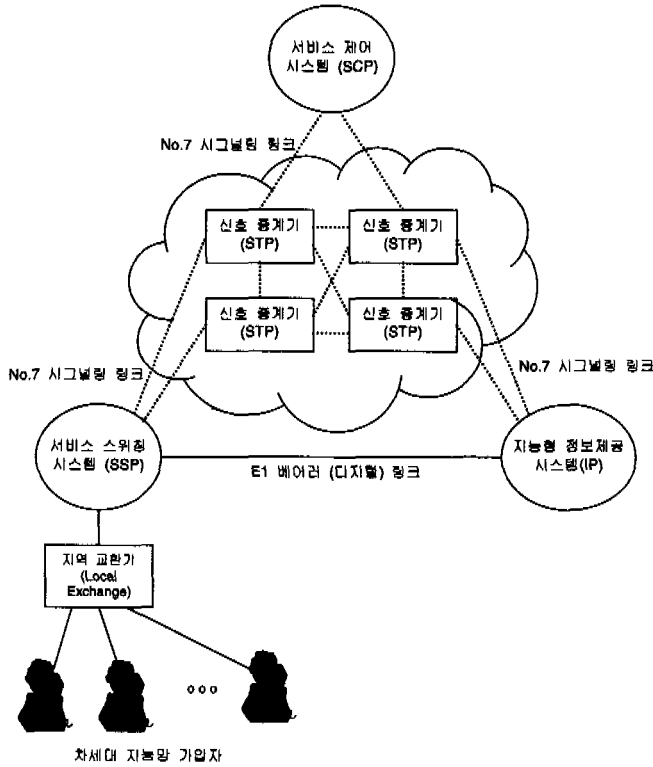 서비스 제어
시스템 (SCP)
No.7 시그널링 링크
신호 중계기
(STP)
신호 중계기
(STP)
신호 중계기
(STP)
신호 중계기
(STP)
No.7 시그널링 링크
No.7 시그널링 링크
서비스 스위칭
시스템 (SSP)
지능형 정보제공
시스템(IP)
E1 베어러 (디지털) 링크
지역 교환기
(Local
Exchange)
차세대 지능망 가입자